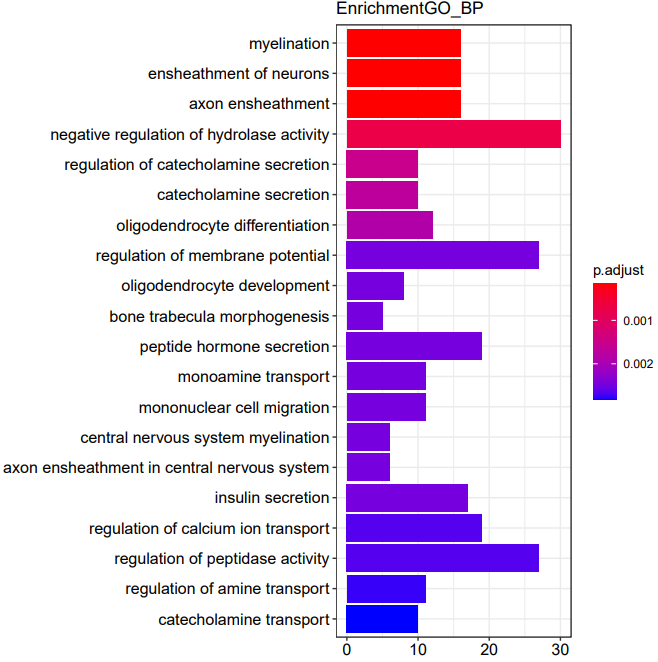 EnrichmentGO_BP
myelination
ensheathment of neurons
axon ensheathment
negative regulation of hydrolase activity
regulation of catecholamine secretion
catecholamine secretion
oligodendrocyte differentiation
regulation of membrane potential
oligodendrocyte development
bone trabecula morphogenesis
peptide hormone secretion
monoamine transport
mononuclear cell migration
central nervous system myelination
axon ensheathment in central nervous system
insulin secretion
regulation of calcium ion transport
regulation of peptidase activity
regulation of amine transport
catecholamine transport
0 10 20 30
p.adjust
0.001
0.002